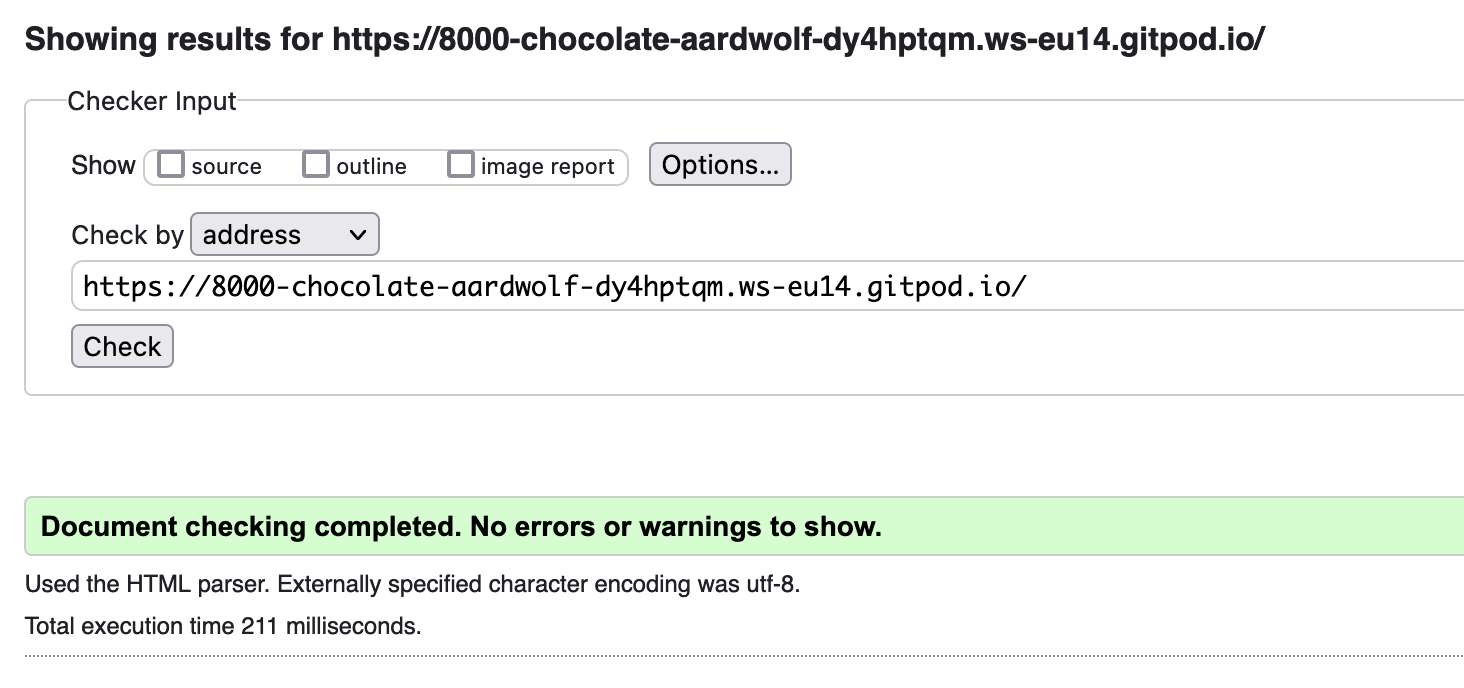 Showing results for https://8000-chocolate-aardwolf-dy4hptqm.ws-eu14.gitpod.io/
Checker Input
Show source outline image report Options...
Check by address
https://8000-chocolate-aardwolf-dy4hptqm.ws-eu14.gitpod.io/
Check
Document checking completed. No errors or warnings to show.
Used the HTML parser. Externally specified character encoding was utf-8.
Total execution time 211 milliseconds.